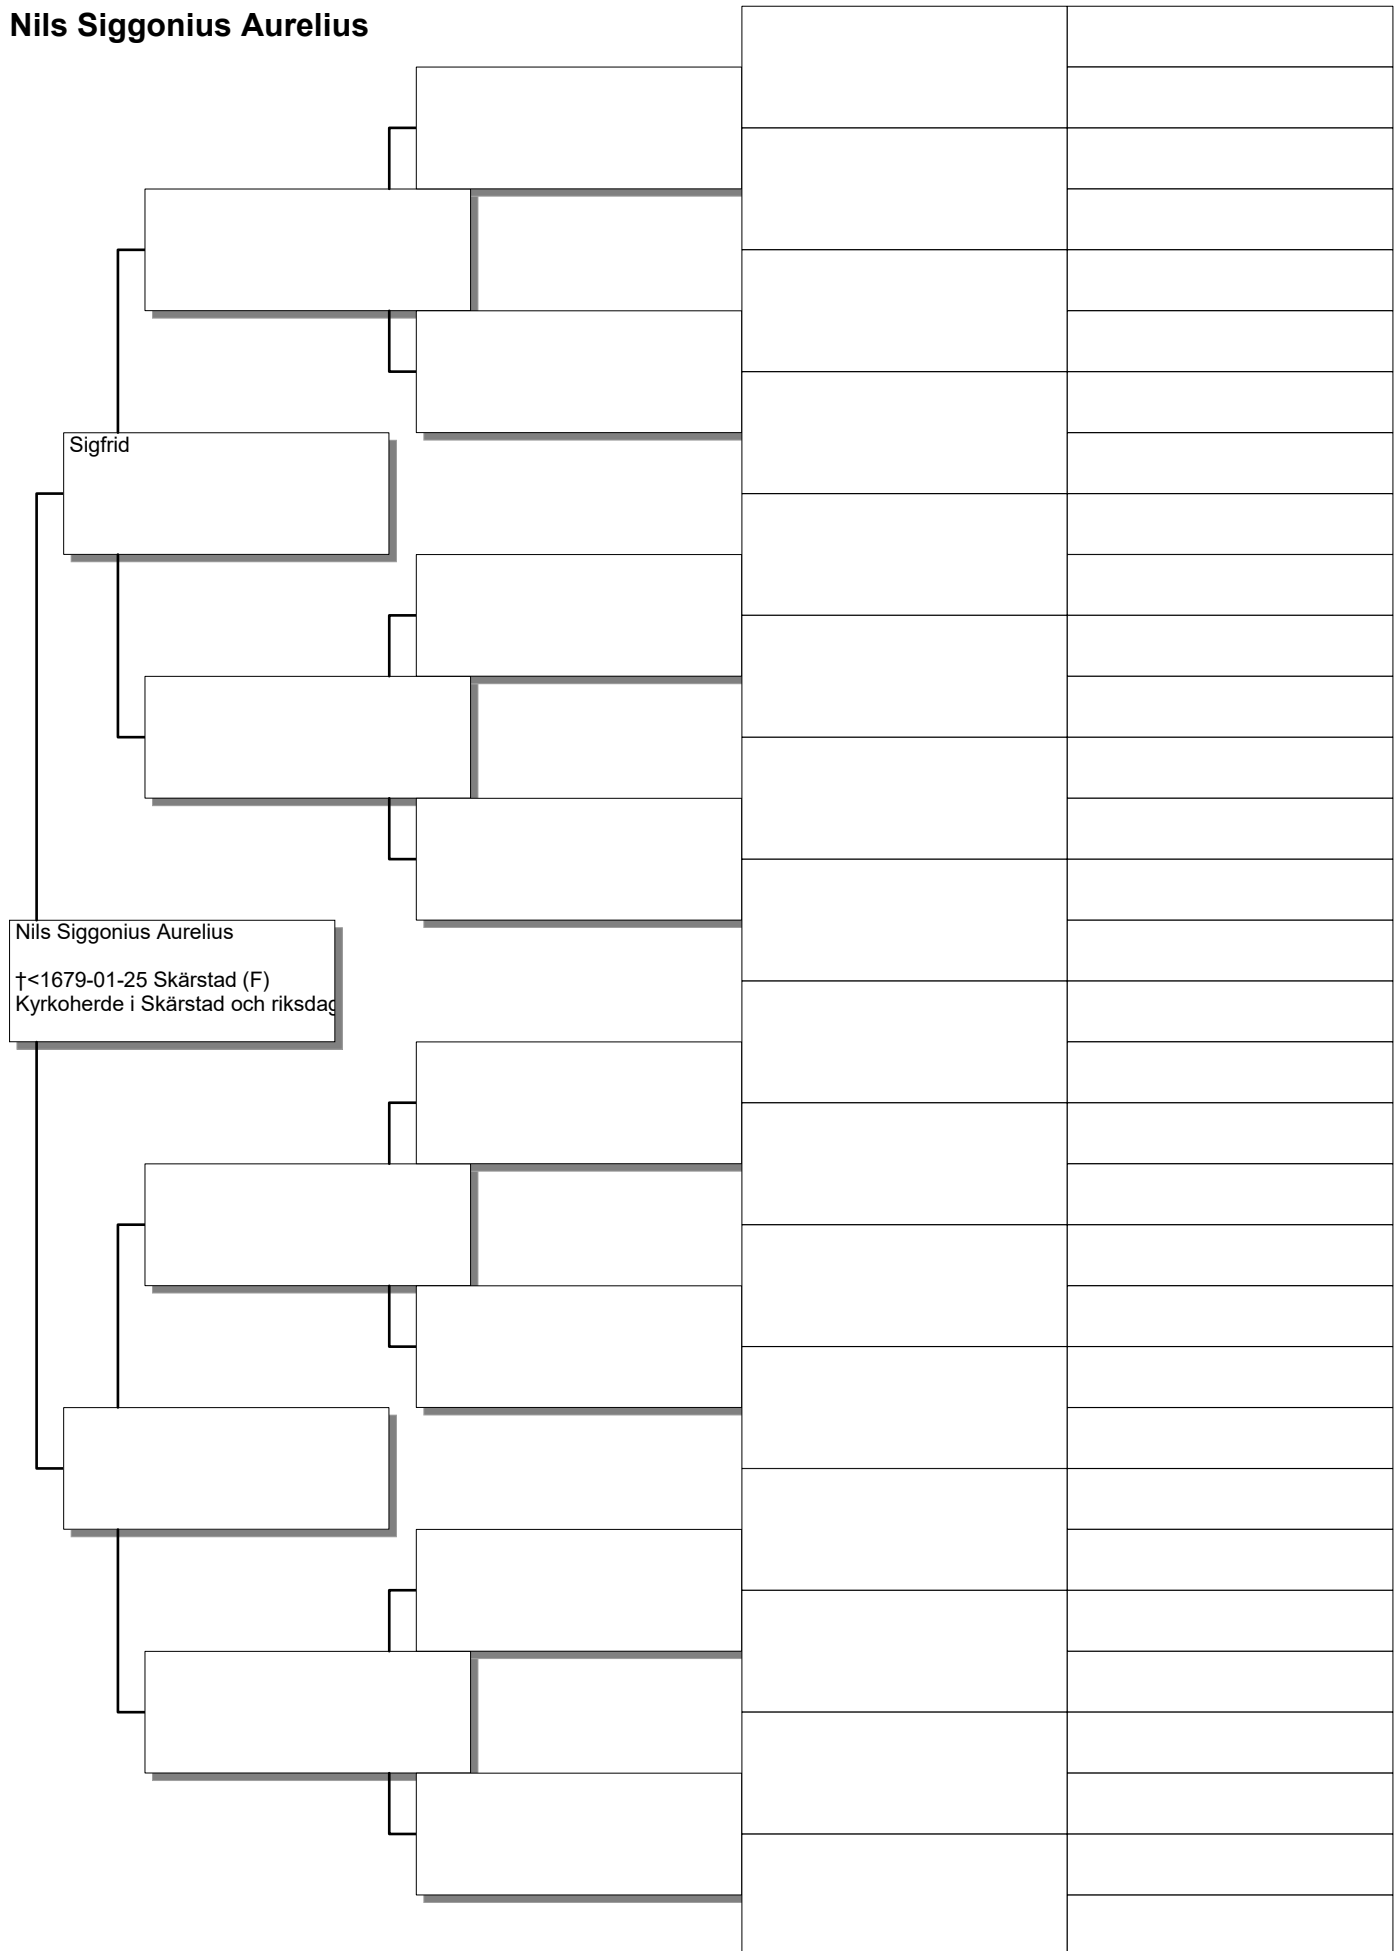 Nils Siggonius Aurelius
Sigfrid
Nils Siggonius Aurelius
†<1679-01-25 Skärstad (F)
Kyrkoherde i Skärstad och riksdag